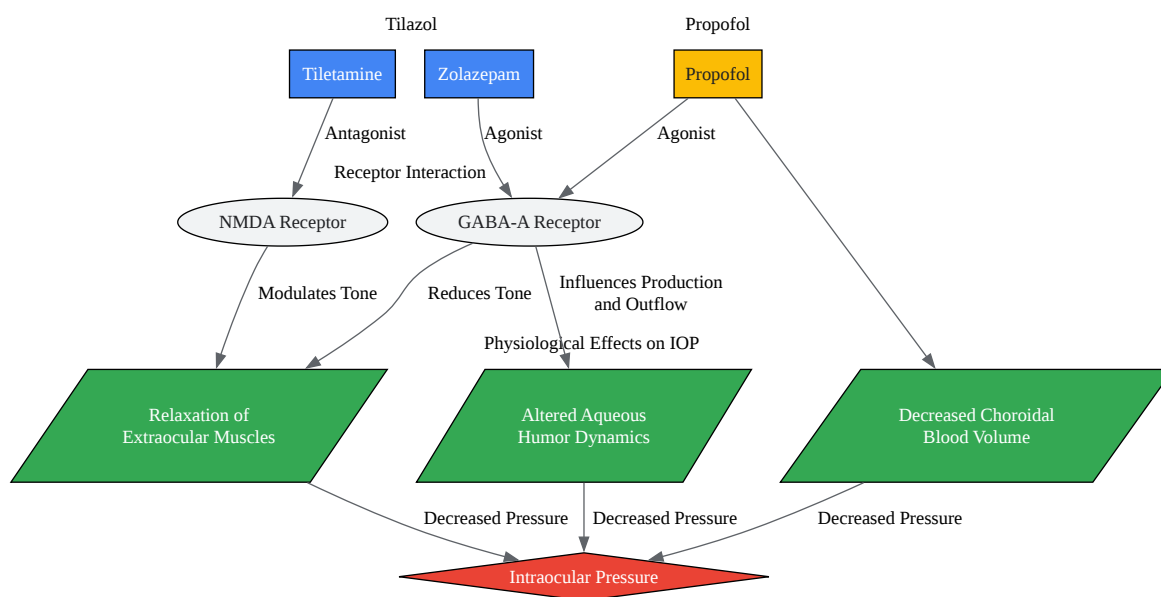 Tilazol
Propofol
Tiletamine
Zolazepam
Propofol
Antagonist
Agonist
Agonist
Receptor Interaction
NMDA Receptor
GABA-A Receptor
Modulates Tone
Reduces Tone
Influences Production
and Outflow
Physiological Effects on IOP
Relaxation of
Extraocular Muscles
Altered Aqueous
Humor Dynamics
Decreased Choroidal
Blood Volume
Decreased Pressure
Decreased Pressure
Decreased Pressure
Intraocular Pressure